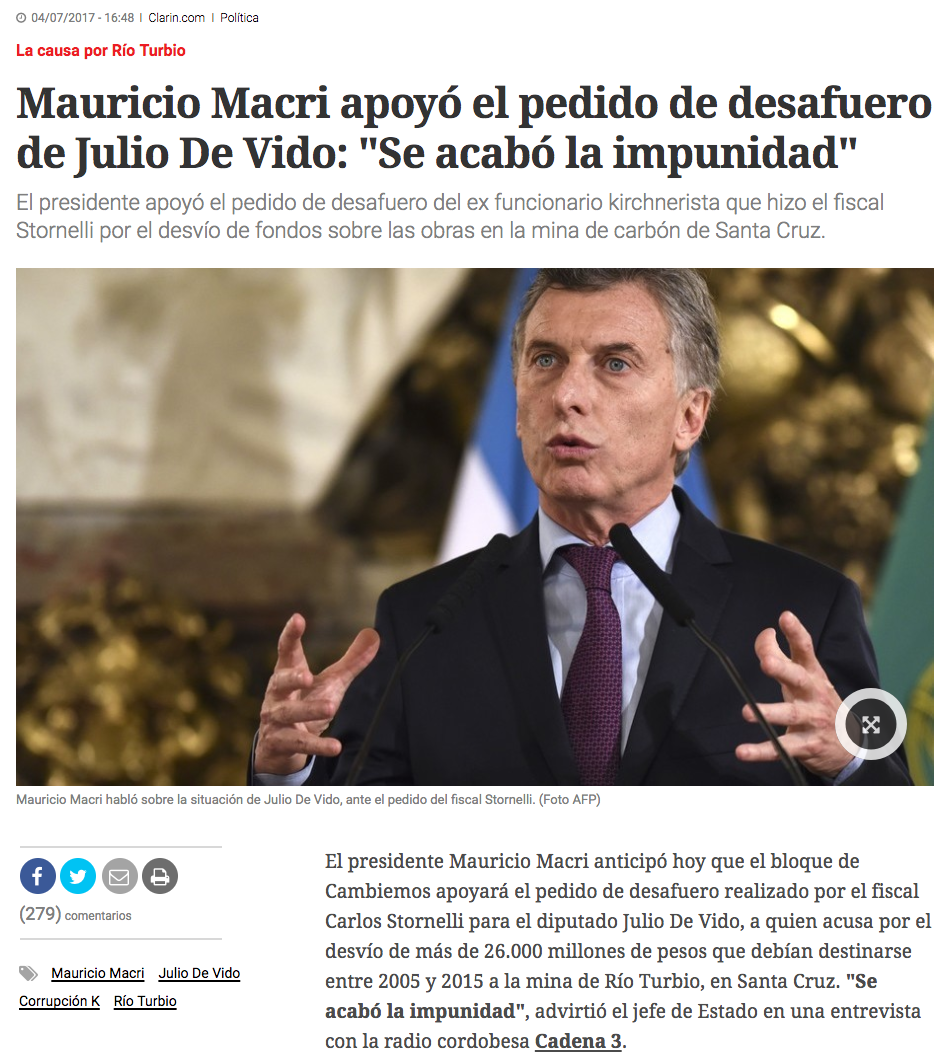 04/07/2017 - 16:48 | Clarin.com | Política
La causa por Río Turbio
Mauricio Macri apoyó el pedido de desafuero
de Julio De Vido: "Se acabó la impunidad"
El presidente apoyó el pedido de desafuero del ex funcionario kirchnerista que hizo el fiscal
Stornelli por el desvío de fondos sobre las obras en la mina de carbón de Santa Cruz.
Mauricio Macri habló sobre la situación de Julio De Vido, ante el pedido del fiscal Stornelli. (Foto AFP)
(279) comentarios
Mauricio Macri Julio De Vido
Corrupción K Río Turbio
El presidente Mauricio Macri anticipó hoy que el bloque de
Cambiemos apoyará el pedido de desafuero realizado por el fiscal
Carlos Stornelli para el diputado Julio De Vido, a quien acusa por el
desvío de más de 26.000 millones de pesos que debían destinarse
entre 2005 y 2015 a la mina de Río Turbio, en Santa Cruz. "Se
acabó la impunidad", advirtió el jefe de Estado en una entrevista
con la radio cordobesa Cadena 3.